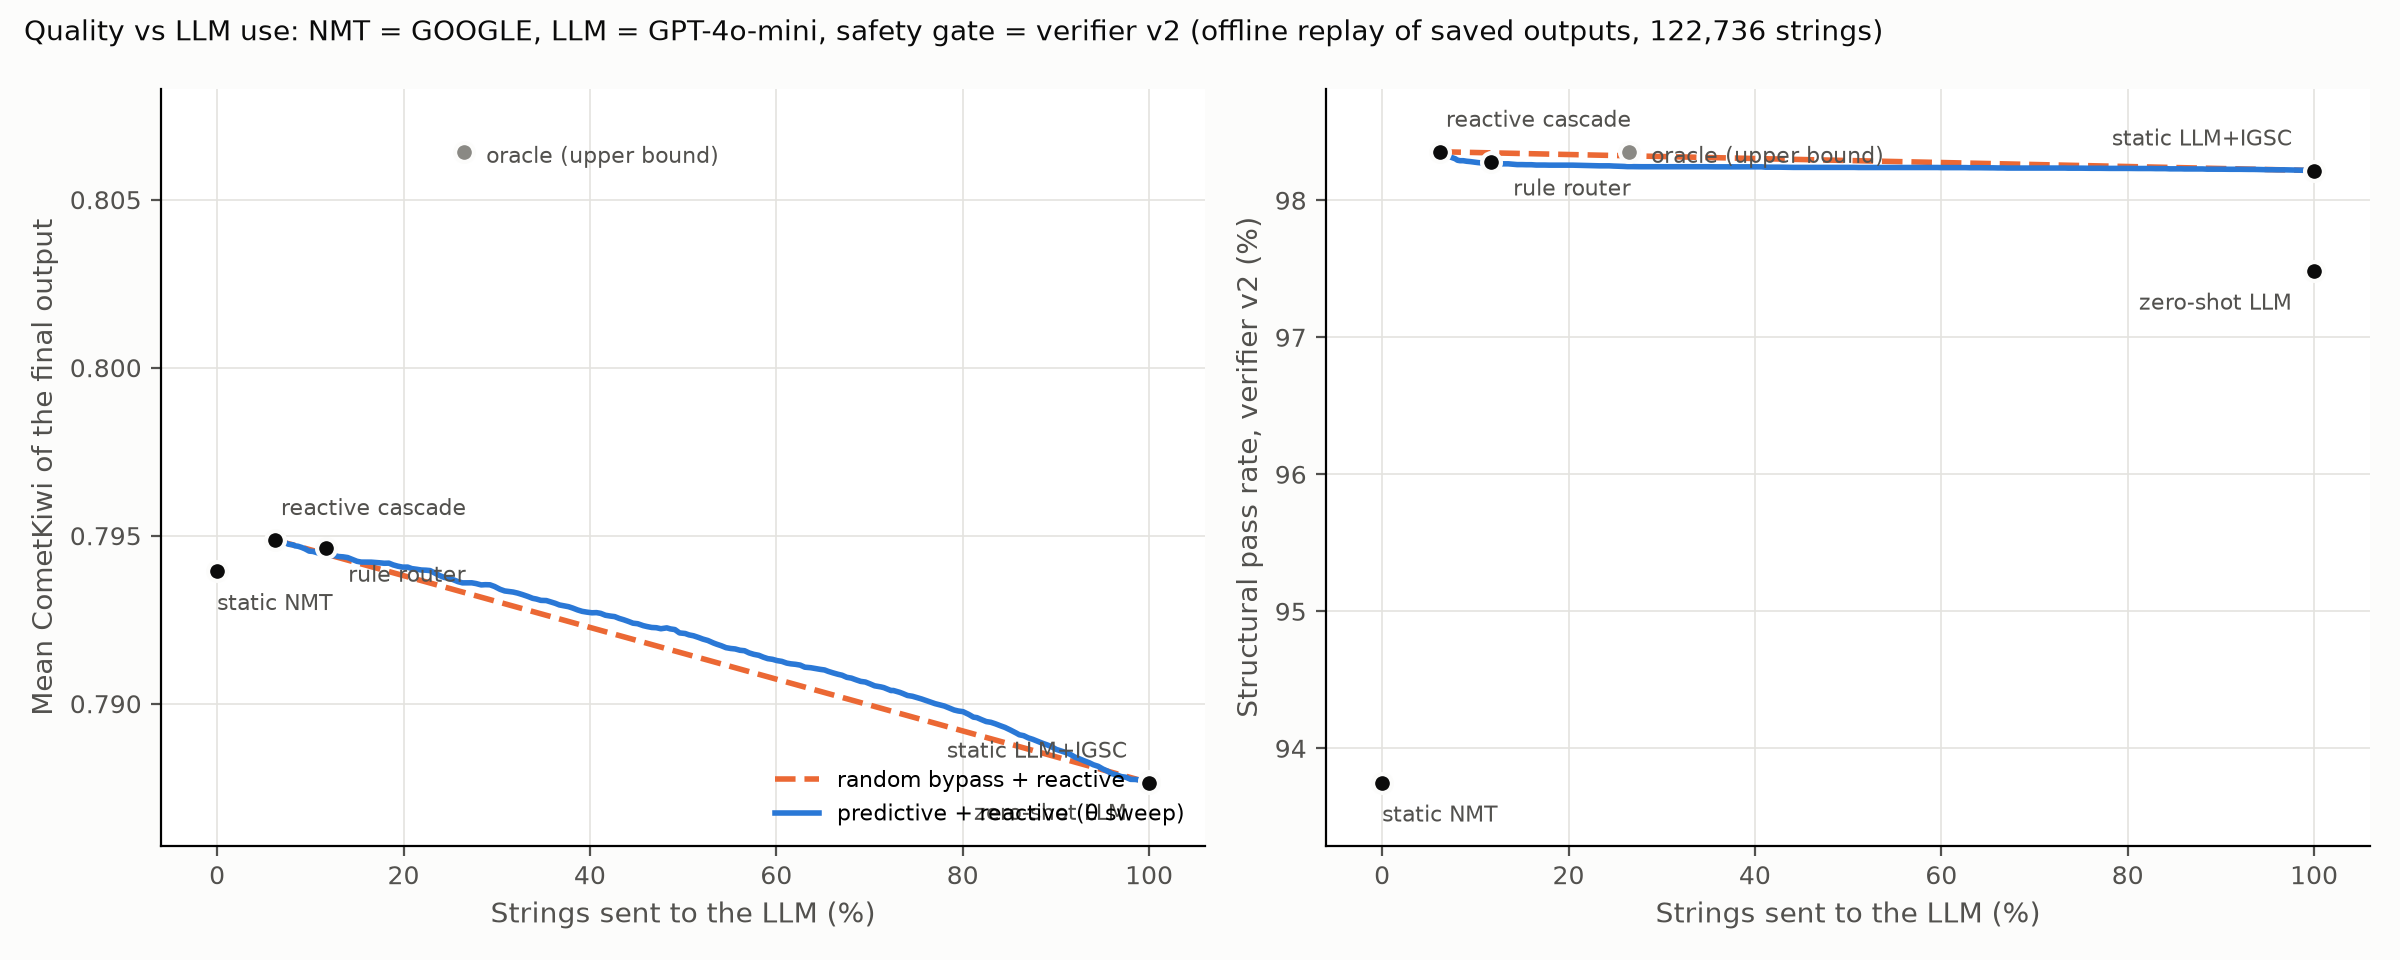 Quality vs LLM use: NMT = GOOGLE, LLM = GPT-4o-mini, safety gate = verifier v2 (offline replay of saved outputs, 122,736 strings)
Mean CometKiwi of the final output
0.805
0.800
0.795
0.790
oracle (upper bound)
reactive cascade
rule router
static NMT
static LLM+IGSC
zero-shot LLM
random bypass + reactive
predictive + reactive (θ sweep)
0
20
40
60
80
100
Strings sent to the LLM (%)
Structural pass rate, verifier v2 (%)
98
97
96
95
94
reactive cascade
oracle (upper bound)
rule router
static LLM+IGSC
zero-shot LLM
static NMT
0
20
40
60
80
100
Strings sent to the LLM (%)